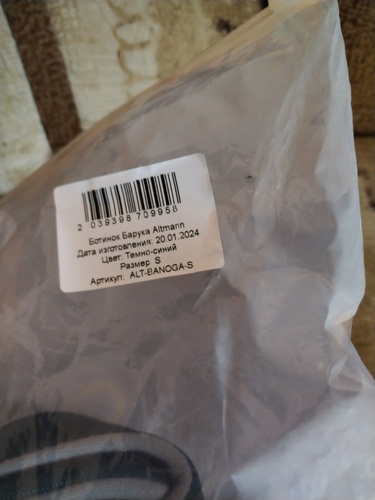 2 039398 709956
Ботинок Барука Altmann
Дата изготовления: 20.01.2024
Цвет: Темно-синий
Размер S
Артикул: ALT-BANOGA-S